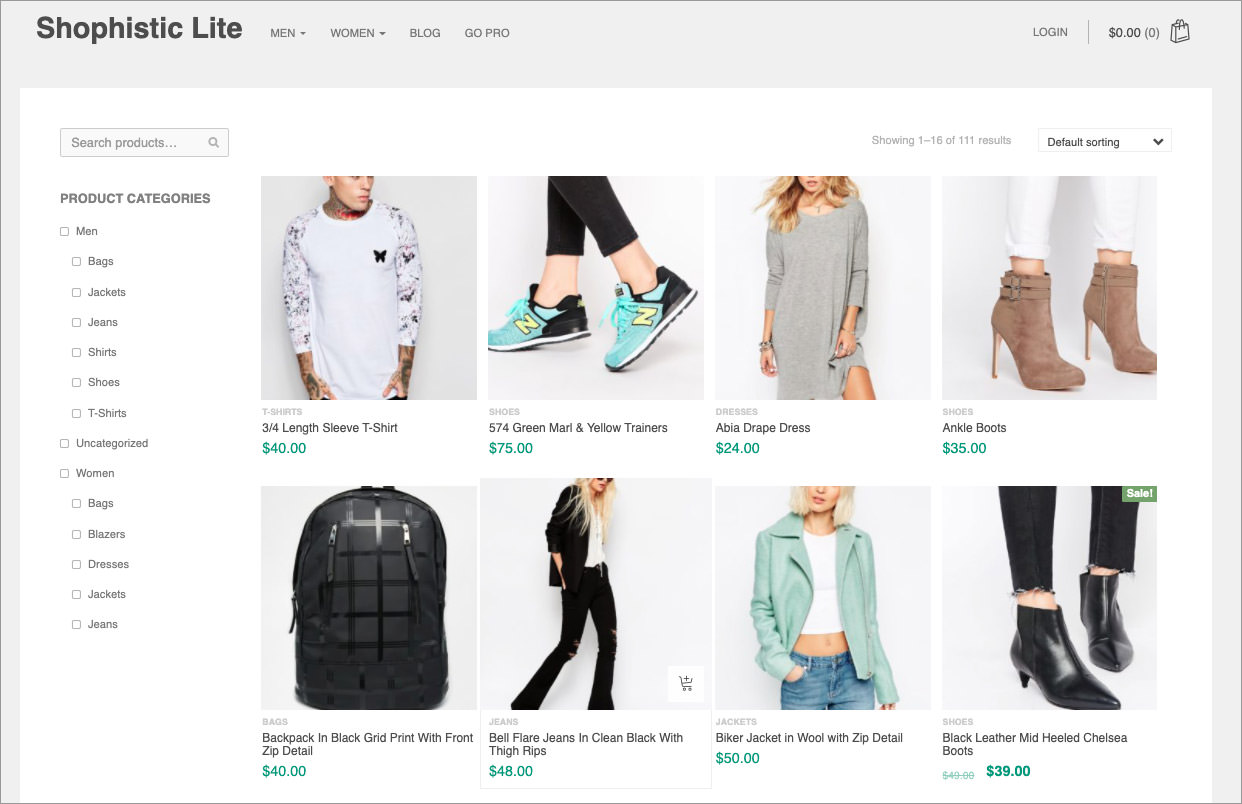 Shophistic Lite
MEN
WOMEN
BLOG
GO PRO
LOGIN
$0.00 (0)
Search products...
Showing 1–16 of 111 results
Default sorting
PRODUCT CATEGORIES
Men
Bags
Jackets
Jeans
Shirts
Shoes
T-Shirts
Uncategorized
Women
Bags
Blazers
Dresses
Jackets
Jeans
N
N
T-SHIRTS
3/4 Length Sleeve T-Shirt
$40.00
SHOES
574 Green Marl & Yellow Trainers
$75.00
DRESSES
Abia Drape Dress
$24.00
SHOES
Ankle Boots
$35.00
BAGS
Backpack In Black Grid Print With Front
Zip Detail
$40.00
JEANS
Bell Flare Jeans In Clean Black With
Thigh Rips
$48.00
JACKETS
Biker Jacket in Wool with Zip Detail
$50.00
Sale!
SHOES
Black Leather Mid Heeled Chelsea
Boots
$49.00 $39.00